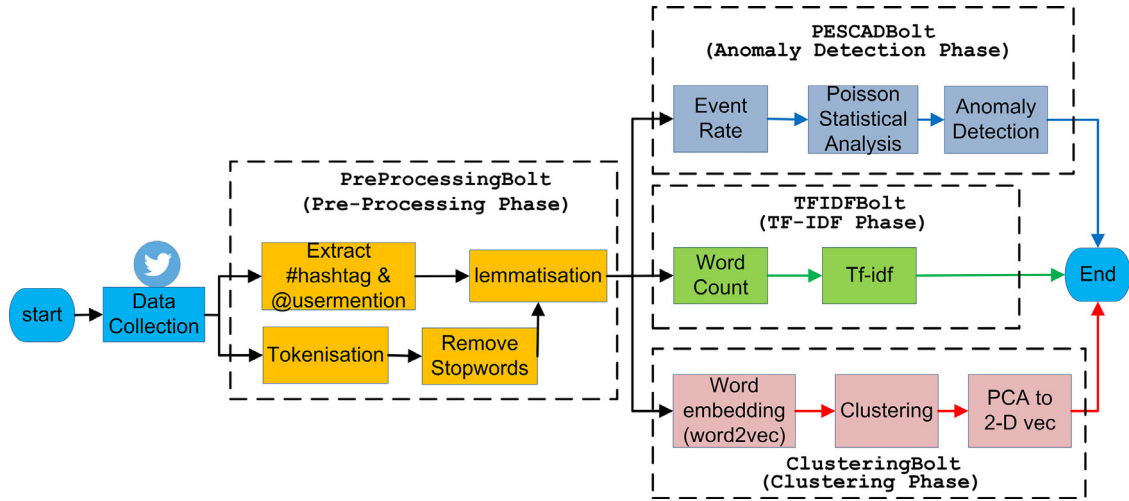 PESCADBolt
(Anomaly Detection Phase)
Event
Rate
Poisson
Statistical
Analysis
Anomaly
Detection
PreProcessingBolt
(Pre-Processing Phase)
Extract
#hashtag &
@usermention
lemmatisation
Tokenisation
Remove
Stopwords
start
Data
Collection
TFIDFBolt
(TF-IDF Phase)
Word
Count
Tf-idf
End
Word
embedding
(word2vec)
Clustering
PCA to
2-D vec
ClusteringBolt
(Clustering Phase)